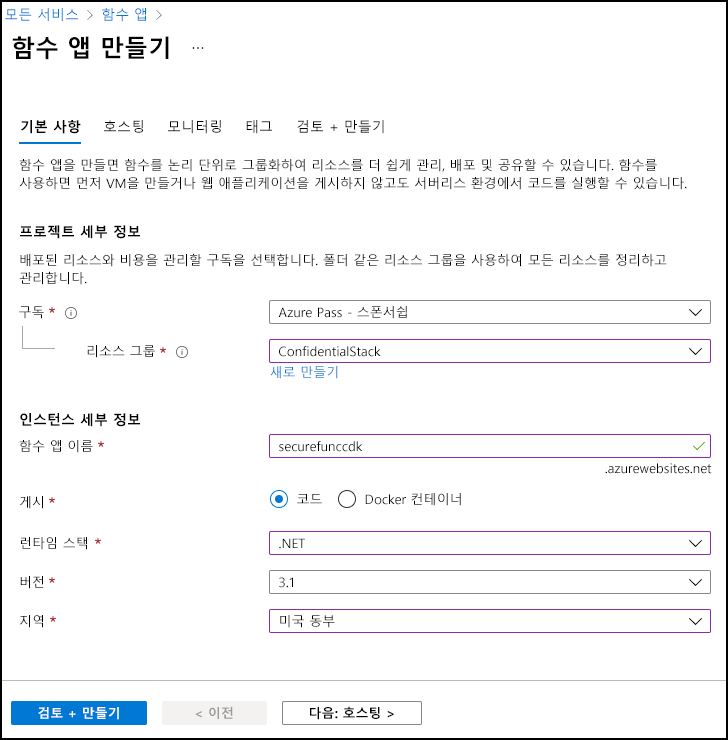 모든 서비스 > 함수 앱 >
함수 앱 만들기 ...
기본 사항 호스팅 모니터링 태그 검토 + 만들기
함수 앱을 만들면 함수를 논리 단위로 그룹화하여 리소스를 더 쉽게 관리, 배포 및 공유할 수 있습니다. 함수를
사용하면 먼저 VM을 만들거나 웹 애플리케이션을 게시하지 않고도 서버리스 환경에서 코드를 실행할 수 있습니다.
프로젝트 세부 정보
배포된 리소스와 비용을 관리할 구독을 선택합니다. 폴더 같은 리소스 그룹을 사용하여 모든 리소스를 정리하고
관리합니다.
구독 * Azure Pass - 스폰서쉽
리소스 그룹 * ConfidentialStack
새로 만들기
인스턴스 세부 정보
함수 앱 이름 * securefunccdk
.azurewebsites.net
게시 * 코드 Docker 컨테이너
런타임 스택 * .NET
버전 * 3.1
지역 * 미국 동부
검토 + 만들기 < 이전 다음: 호스팅 >